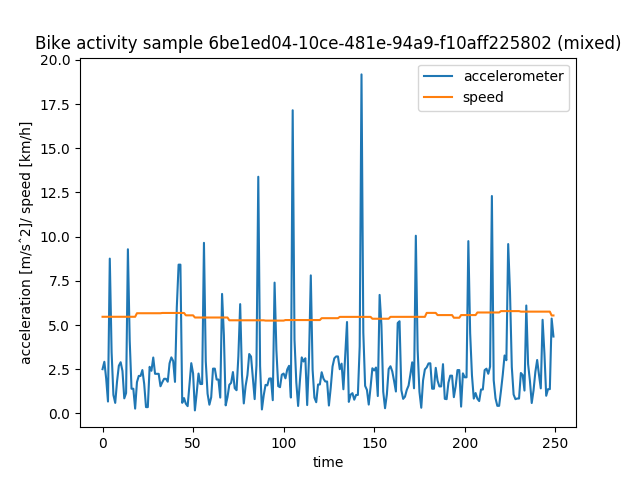 Bike activity sample 6be1ed04-10ce-481e-94a9-f10aff225802 (mixed)
accelerometer
speed
acceleration [m/s^2]/ speed [km/h]
20.0
17.5
15.0
12.5
10.0
7.5
5.0
2.5
0.0
0 50 100 150 200 250
time